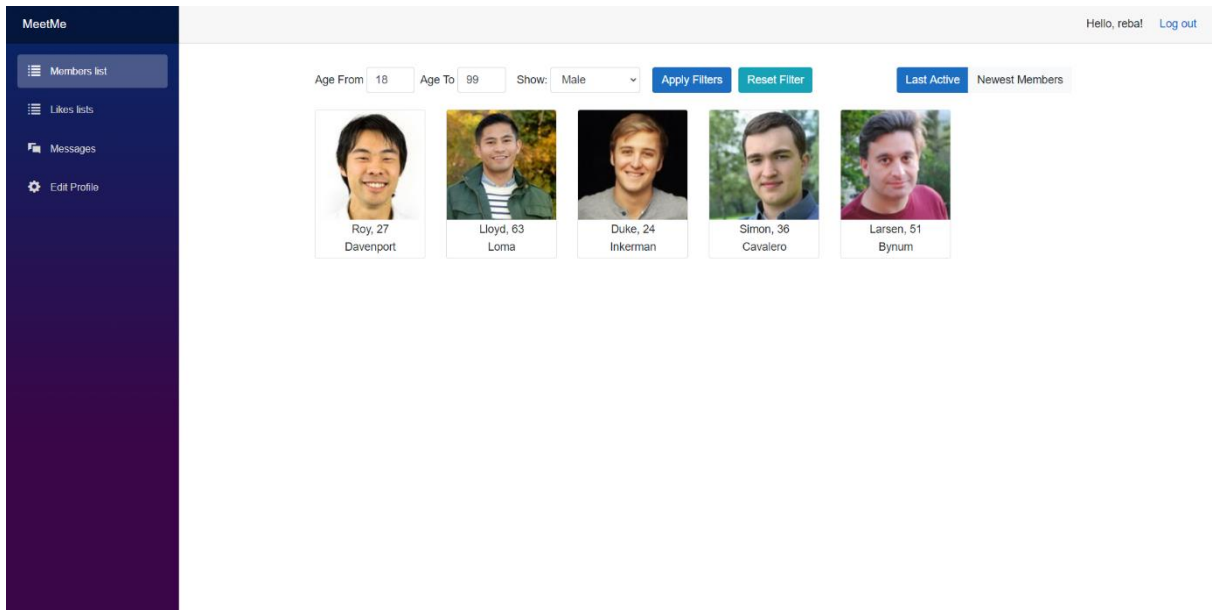 MeetMe
Hello, reba! Log out
Members list
Likes lists
Messages
Edit Profile
Age From 18 Age To 99 Show: Male Apply Filters Reset Filter Last Active Newest Members
Roy, 27
Davenport
Lloyd, 63
Loma
Duke, 24
Inkerman
Simon, 36
Cavalero
Larsen, 51
Bynum